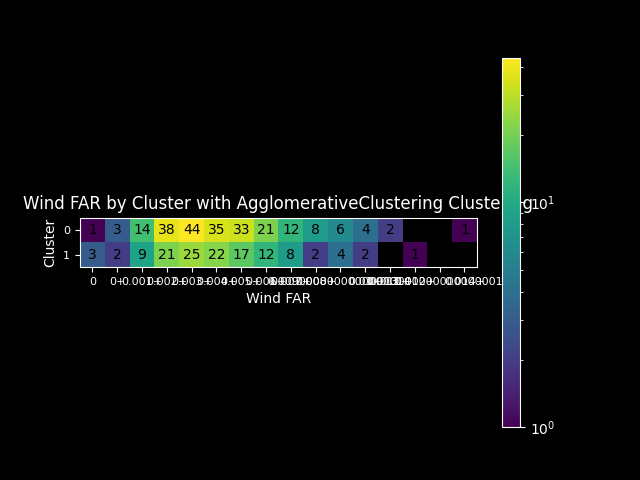 Wind FAR by Cluster with AgglomerativeClustering Clustering
Cluster
0 1 3 14 38 44 35 33 21 12 8 6 4 2 1
1 3 2 9 21 25 22 17 12 8 2 4 2 1
0
Wind FAR
10¹
10⁰